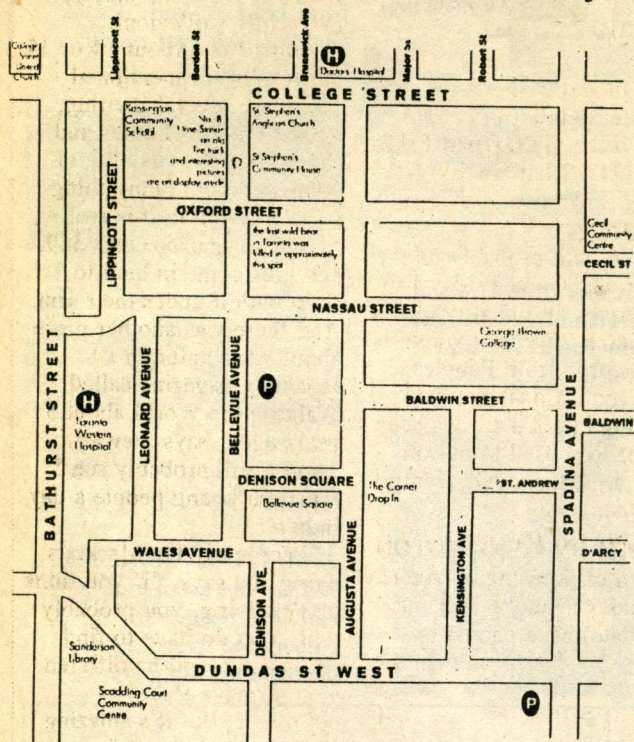 Lippincott St
Borden St
Brunswick Ave
Major St
Robert St
College
Street
United
Church
H
Doctors Hospital
COLLEGE STREET
Kensington
Community
School
No. 8
Hose Station
an old
fire truck
and interesting
pictures
are on display inside
St. Stephen's
Anglican Church
St. Stephen's
Community House
LIPPINCOTT STREET
OXFORD STREET
the last wild bear
in Toronto was
killed in approximately
this spot
Cecil
Community
Centre
CECIL ST
NASSAU STREET
George Brown
College
BATHURST STREET
H
Toronto
Western
Hospital
LEONARD AVENUE
BELLEVUE AVENUE
P
BALDWIN STREET
SPADINA AVENUE
BALDWIN
DENISON SQUARE
Bellevue Square
The Corner
Drop In
ST. ANDREW
WALES AVENUE
DENISON AVE.
AUGUSTA AVENUE
KENSINGTON AVE
D'ARCY
Sanderson
Library
DUNDAS ST WEST
Scadding Court
Community
Centre
P